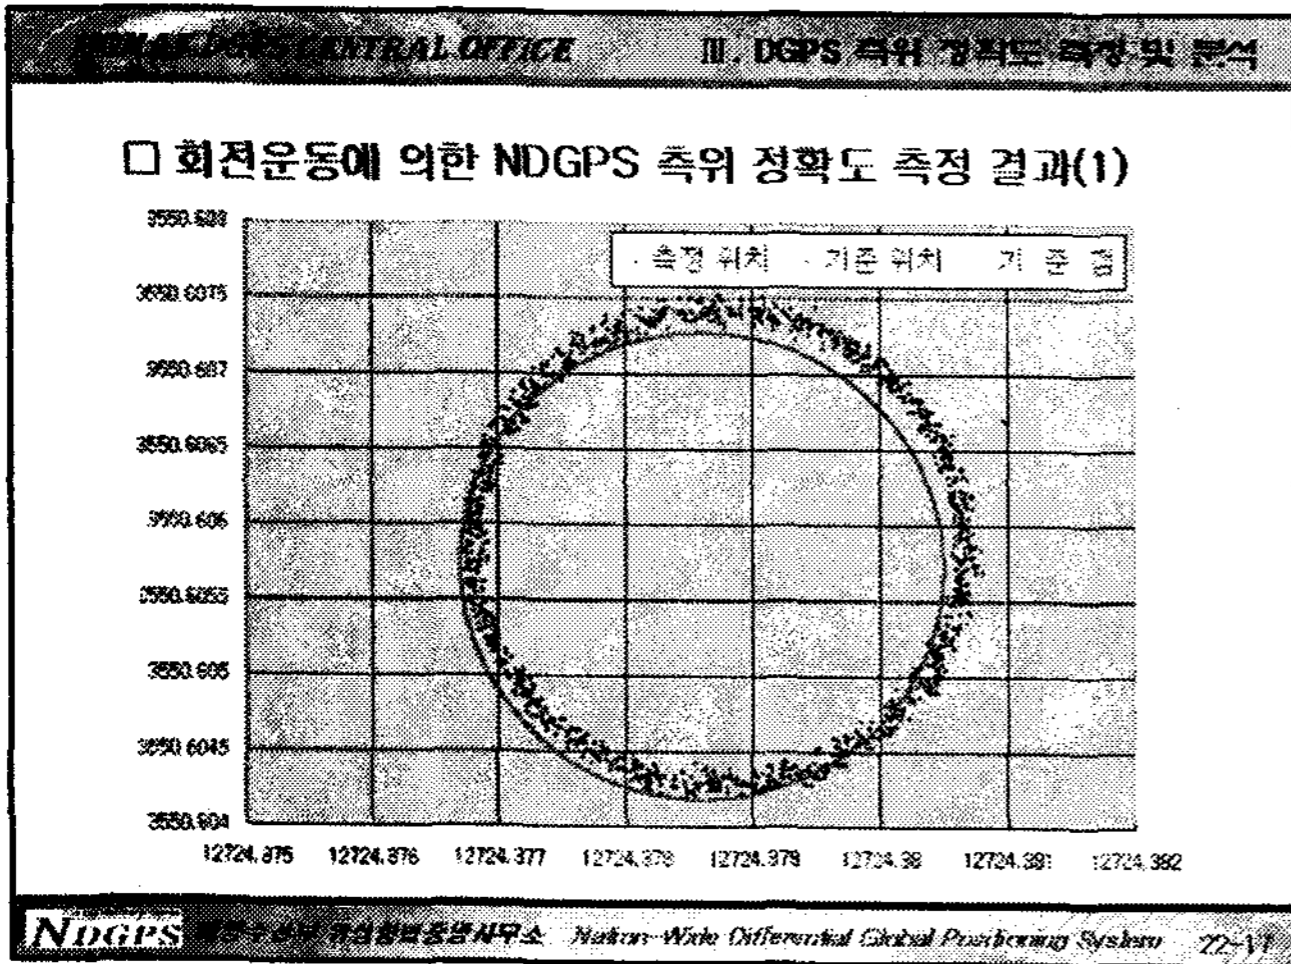 CENTRAL OFFICE
Ⅲ. DGPS 측위 정확도 측정 및 분석
□ 회전운동에 의한 NDGPS 측위 정확도 측정 결과(1)
측정 위치 기준 위치 기 준 점
3550.608
3550.6075
3550.607
3550.6065
3550.606
3550.6055
3550.605
3550.6045
3550.604
12724.375 12724.376 12724.377 12724.378 12724.379 12724.38 12724.381 12724.382
NDGPS
Nation-Wide Differential Global Positioning System
22-17